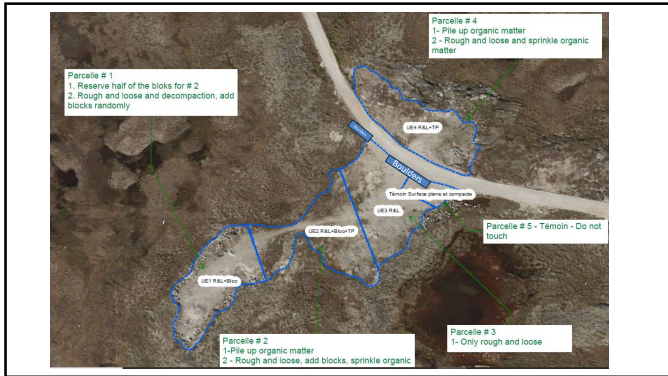 Parcelle # 4
1- Pile up organic matter
2 - Rough and loose and sprinkle organic
matter
Parcelle # 1
1. Reserve half of the bloks for # 2
2. Rough and loose and decompaction, add
blocks randomly
UE4 R&L+TP
Boulders
Témoin Surface plane et compacte
UE3 R&L
Parcelle # 5 - Témoin - Do not
touch
UE2 R&L+Bloc+TP
UE1 R&L+Bloc
Parcelle # 3
1- Only rough and loose
Parcelle # 2
1-Pile up organic matter
2 - Rough and loose, add blocks, sprinkle organic